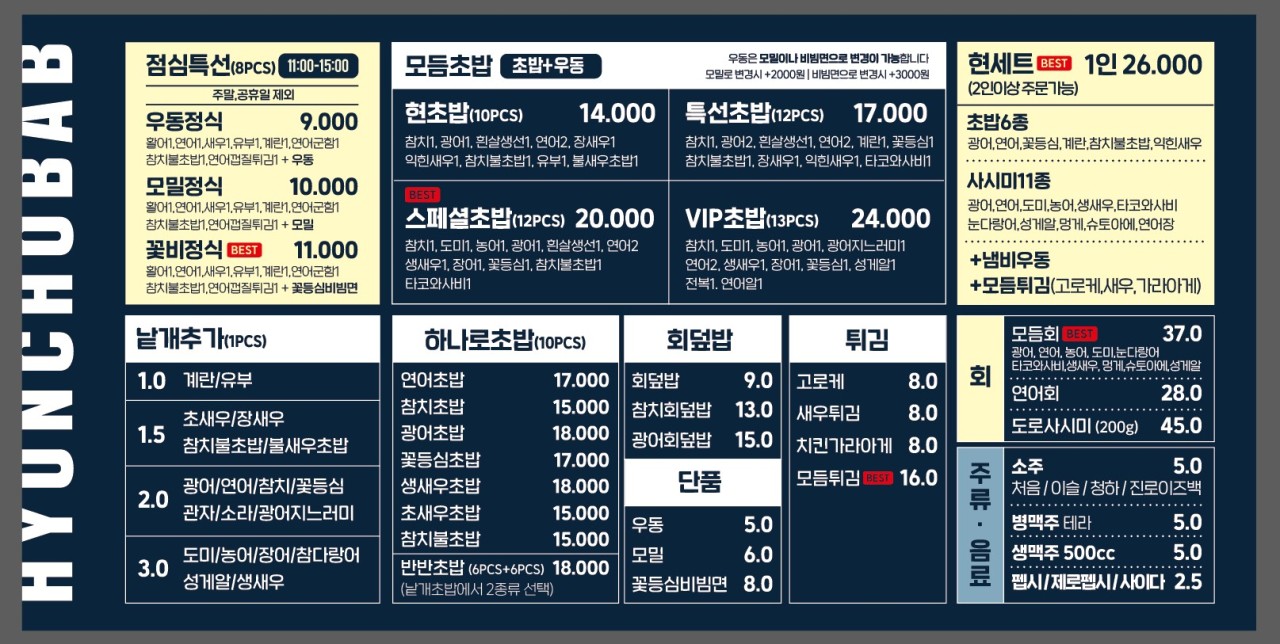 HYUNCHOBAB
점심특선(8PCS) 11:00-15:00
주말,공휴일 제외
우동정식 9.000
활어1,연어1,새우1,유부1,계란1,연어군함1
참치불초밥1,연어껍질튀김1 + 우동
모밀정식 10.000
활어1,연어1,새우1,유부1,계란1,연어군함1
참치불초밥1,연어껍질튀김1 + 모밀
꽃비정식 BEST 11.000
활어1,연어1,새우1,유부1,계란1,연어군함1
참치불초밥1,연어껍질튀김1 + 꽃등심비빔면
모듬초밥 초밥+우동
우동은 모밀이나 비빔면으로 변경이 가능합니다
모밀로 변경시 +2000원 | 비빔면으로 변경시 +3000원
현초밥(10PCS) 14.000
참치1, 광어1, 흰살생선1, 연어2, 장새우1
익힌새우1, 참치불초밥1, 유부1, 불새우초밥1
특선초밥(12PCS) 17.000
참치1, 광어2, 흰살생선1, 연어2, 계란1, 꽃등심1
참치불초밥1, 장새우1, 익힌새우1, 타코와사비1
BEST
스페셜초밥(12PCS) 20.000
참치1, 도미1, 농어1, 광어1, 흰살생선1, 연어2
생새우1, 장어1, 꽃등심1, 참치불초밥1
타코와사비1
VIP초밥(13PCS) 24.000
참치1, 도미1, 농어1, 광어1, 광어지느러미1
연어2, 생새우1, 장어1, 꽃등심1, 성게알1
전복1. 연어알1
현세트 BEST 1인 26.000
(2인이상 주문가능)
초밥6종
광어,연어,꽃등심,계란,참치불초밥,익힌새우
사시미11종
광어,연어,도미,농어,생새우,타코와사비
눈다랑어,성게알,멍게,슈토아에,연어장
+냄비우동
+모듬튀김(고로케,새우,가라아게)
낱개추가(1PCS)
1.0 계란/유부
1.5 초새우/장새우
참치불초밥/불새우초밥
2.0 광어/연어/참치/꽃등심
관자/소라/광어지느러미
3.0 도미/농어/장어/참다랑어
성게알/생새우
하나로초밥(10PCS)
연어초밥 17.000
참치초밥 15.000
광어초밥 18.000
꽃등심초밥 17.000
생새우초밥 18.000
초새우초밥 15.000
참치불초밥 15.000
반반초밥 (6PCS+6PCS) 18.000
(낱개초밥에서 2종류 선택)
회덮밥
회덮밥 9.0
참치회덮밥 13.0
광어회덮밥 15.0
단품
우동 5.0
모밀 6.0
꽃등심비빔면 8.0
튀김
고로케 8.0
새우튀김 8.0
치킨가라아게 8.0
모듬튀김 BEST 16.0
회
모듬회 BEST 37.0
광어, 연어, 농어, 도미,눈다랑어
타코와사비,생새우, 멍게,슈토아에,성게알
연어회 28.0
도로사시미 (200g) 45.0
주류·음료
소주 5.0
처음 / 이슬 / 청하 / 진로이즈백
병맥주 테라 5.0
생맥주 500cc 5.0
펩시/제로펩시/사이다 2.5